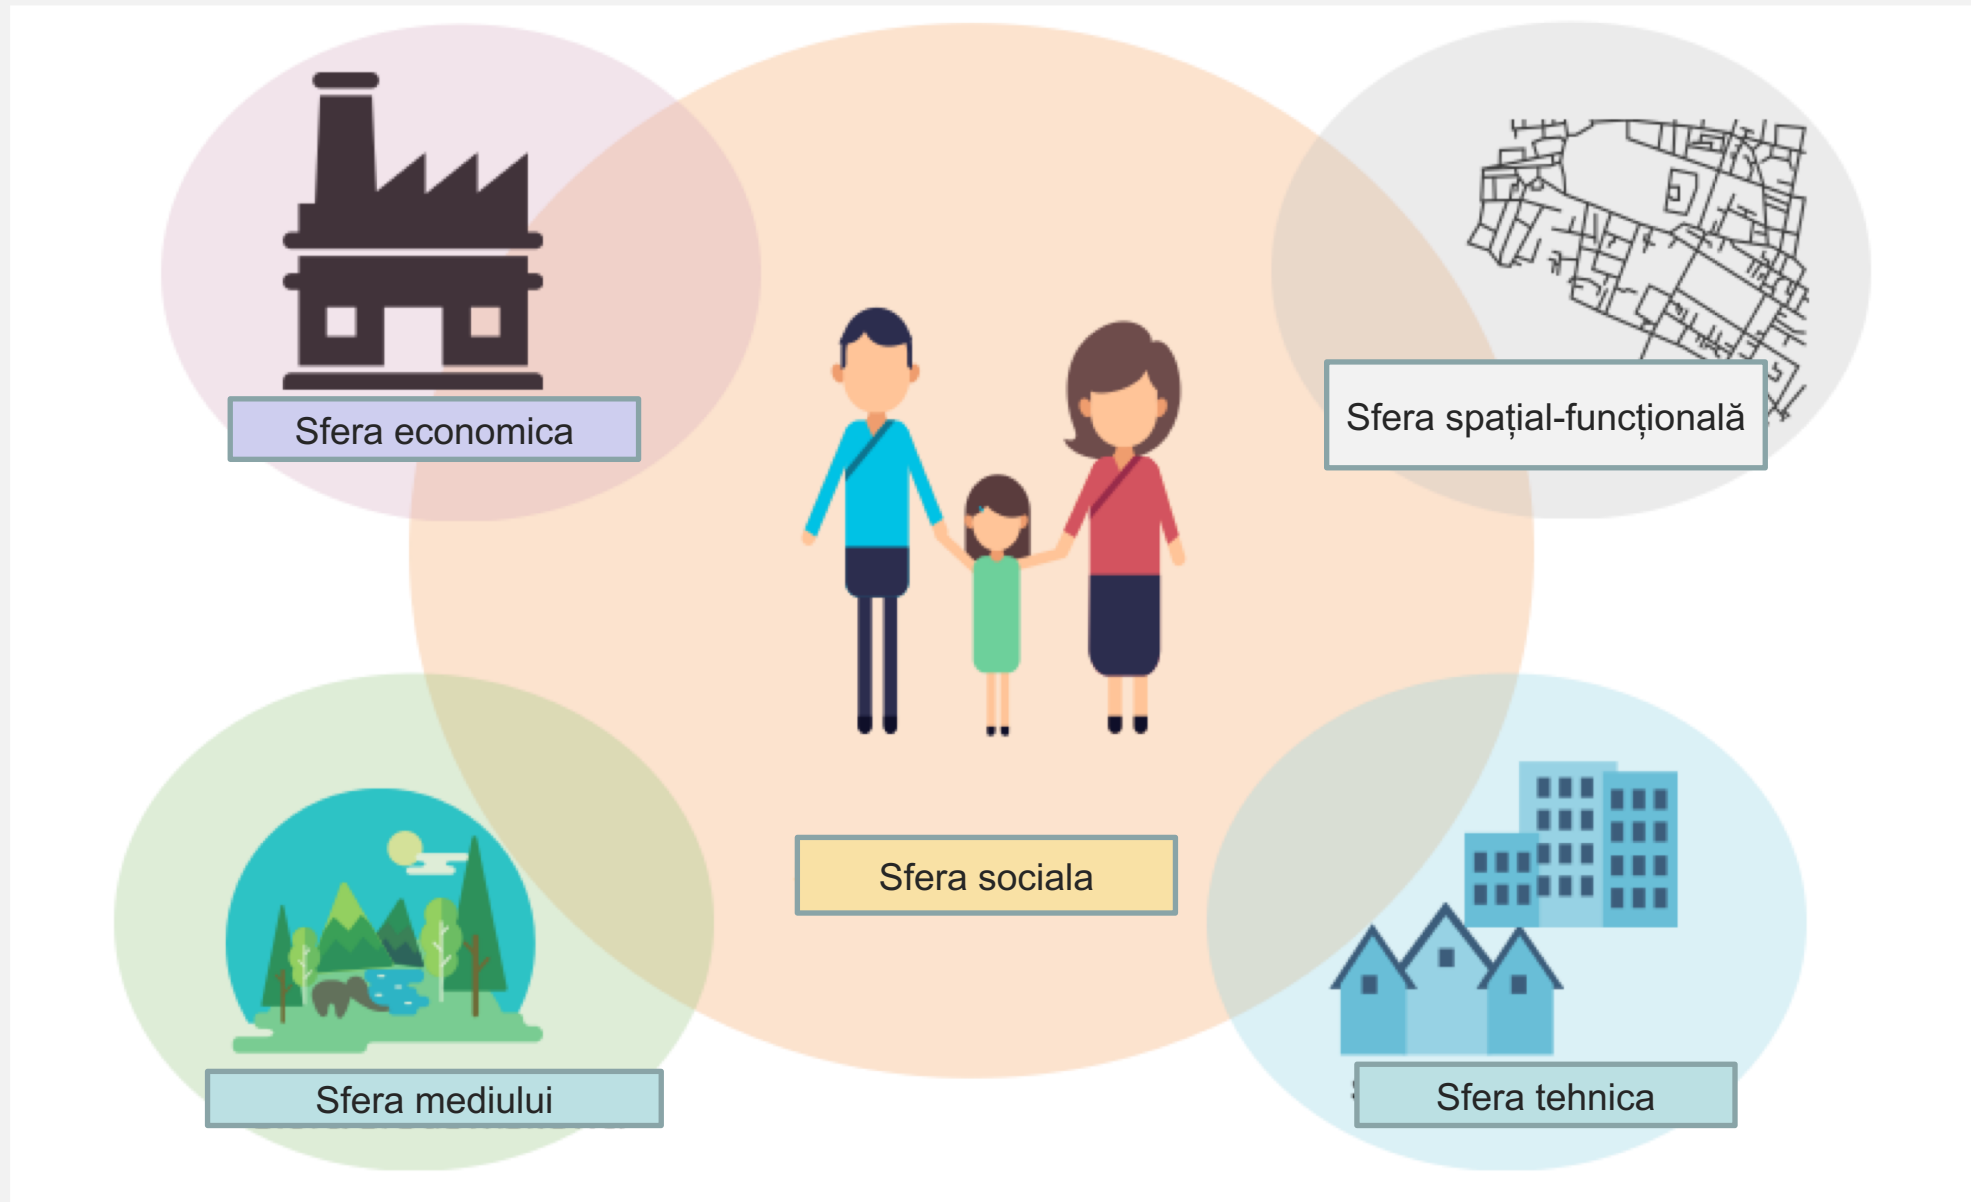 Sfera economica
Sfera spațial-funcțională
Sfera sociala
Sfera mediului
Sfera tehnica